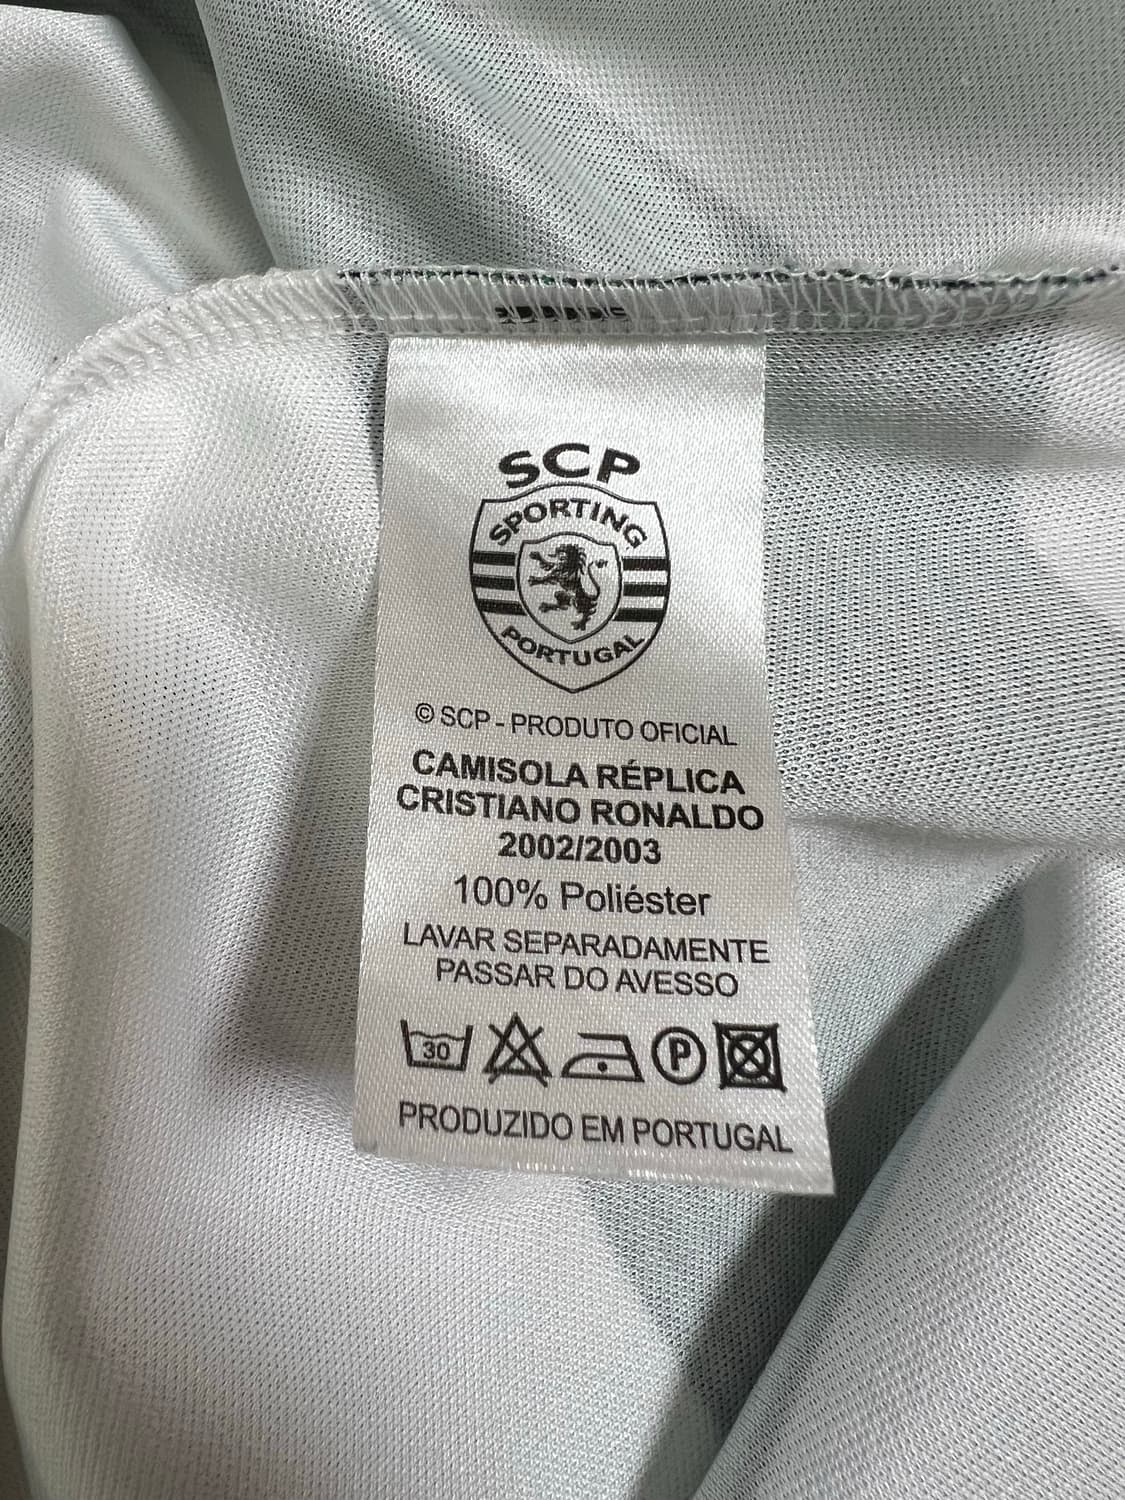 SCP
SPORTING
PORTUGAL
© SCP - PRODUTO OFICIAL
CAMISOLA RÉPLICA
CRISTIANO RONALDO
2002/2003
100% Poliéster
LAVAR SEPARADAMENTE
PASSAR DO AVESSO
30 P
PRODUZIDO EM PORTUGAL